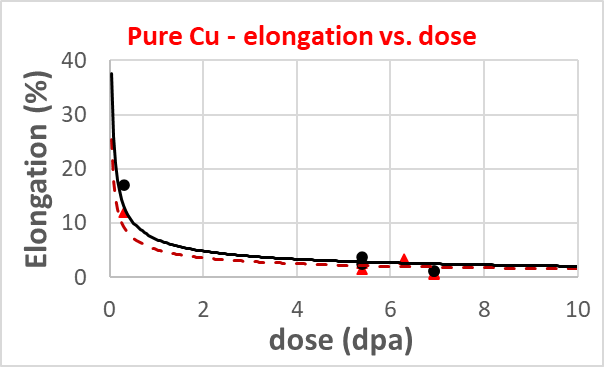 Pure Cu - elongation vs. dose
Elongation (%)
40
30
20
10
0
0 2 4 6 8 10
dose (dpa)